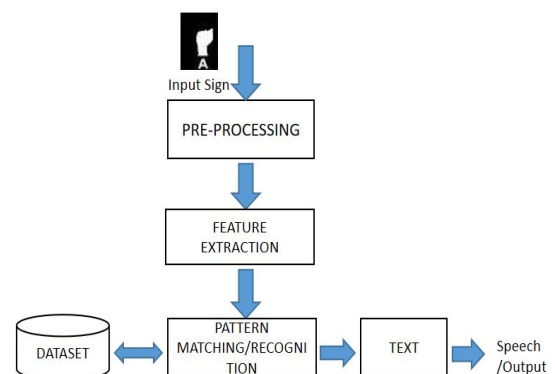 A
Input Sign
PRE-PROCESSING
FEATURE
EXTRACTION
DATASET
PATTERN
MATCHING/RECOGNI
TION
TEXT
Speech
/Output